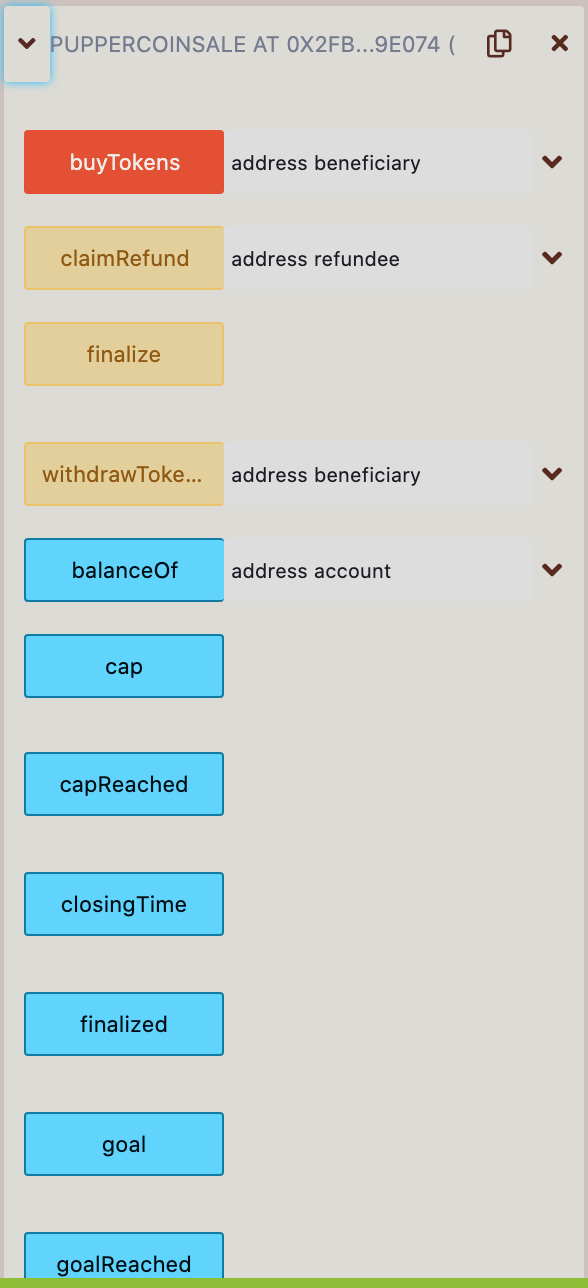 PUPPERCOINSALE AT 0X2FB...9E074 (
buyTokens address beneficiary
claimRefund address refundee
finalize
withdrawToke... address beneficiary
balanceOf address account
cap
capReached
closingTime
finalized
goal
goalReached